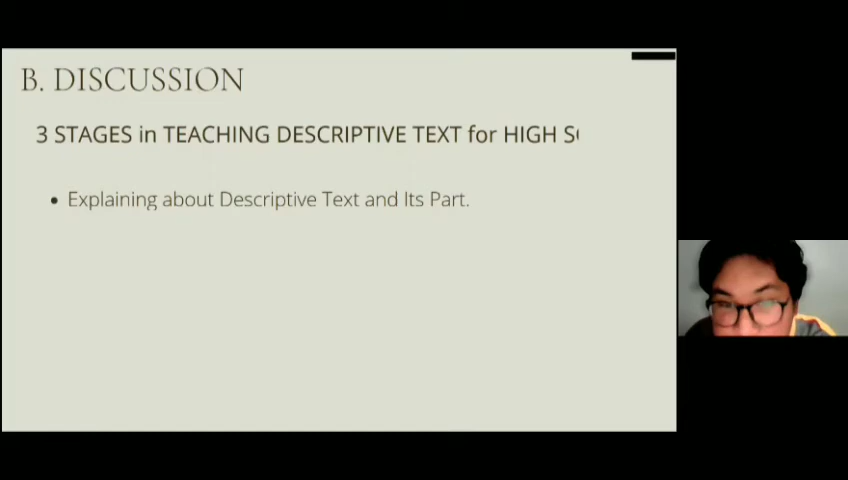 B. DISCUSSION
3 STAGES in TEACHING DESCRIPTIVE TEXT for HIGH
Explaining about Descriptive Text and Its Part.